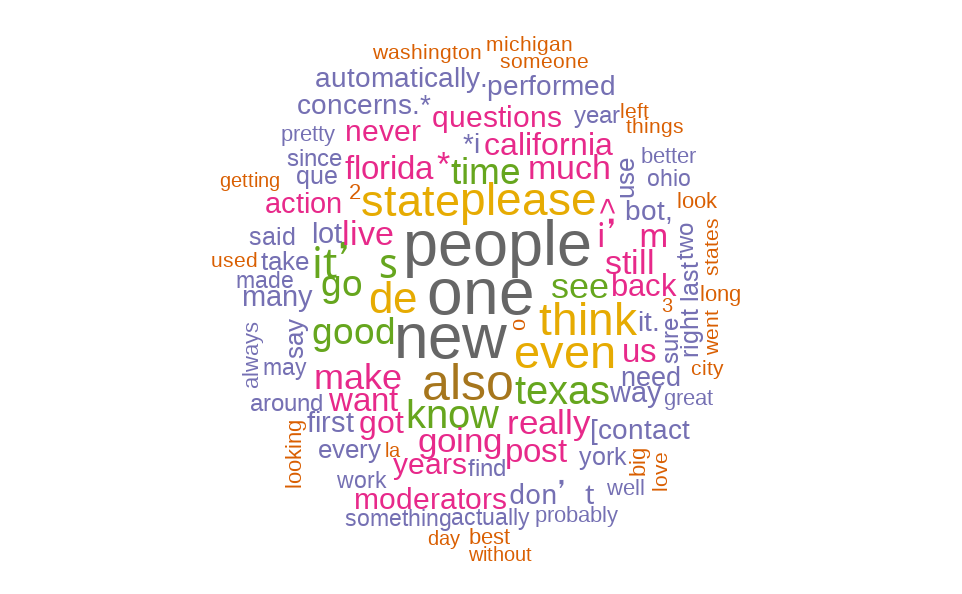 michigan
washington
someone
automatically.
performed
concerns.*
questions
year
left
things
pretty
never
*i
california
since
florida
*
time
much
use
better
getting
que
ohio
action
2
state
please
^
bot,
look
said
lot
live
people
i’m
two
states
used
take
it’s
still
made
many
go
de
one
see
back
last
long
3
always
say
good
new
o
think
it.
sure
right
went
may
make
also
even
us
city
texas
need
around
want
know
way
great
looking
first
got
going
really
[contact
every
la
years
find
post
york
big
love
work
moderators
don’t
well
something
actually
probably
day
best
without